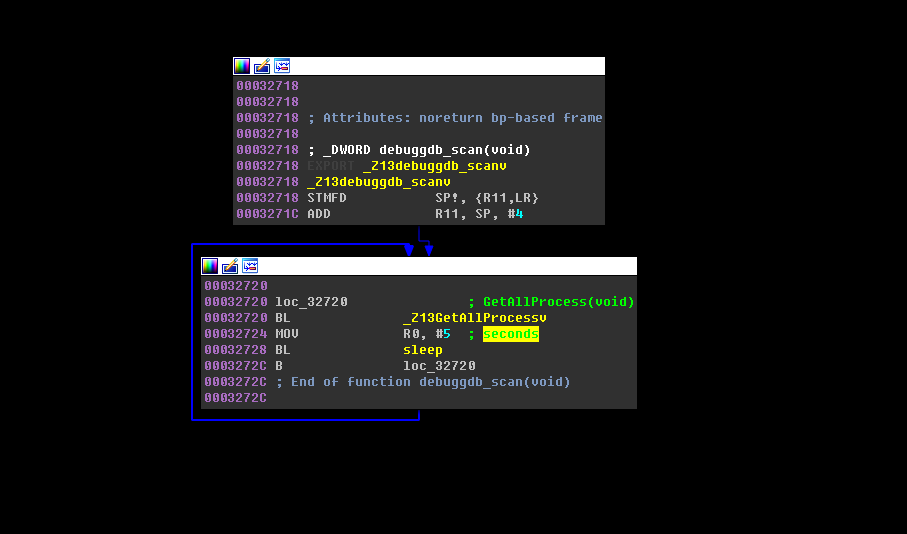 00032718
00032718
00032718 ; Attributes: noreturn bp-based frame
00032718
00032718 ; _DWORD debuggdb_scan(void)
00032718 EXPORT _Z13debuggdb_scanv
00032718 _Z13debuggdb_scanv
00032718 STMFD SP!, {R11,LR}
0003271C ADD R11, SP, #4
00032720
00032720 loc_32720 ; GetAllProcess(void)
00032720 BL _Z13GetAllProcessv
00032724 MOV R0, #5 ; seconds
00032728 BL sleep
0003272C B loc_32720
0003272C ; End of function debuggdb_scan(void)
0003272C